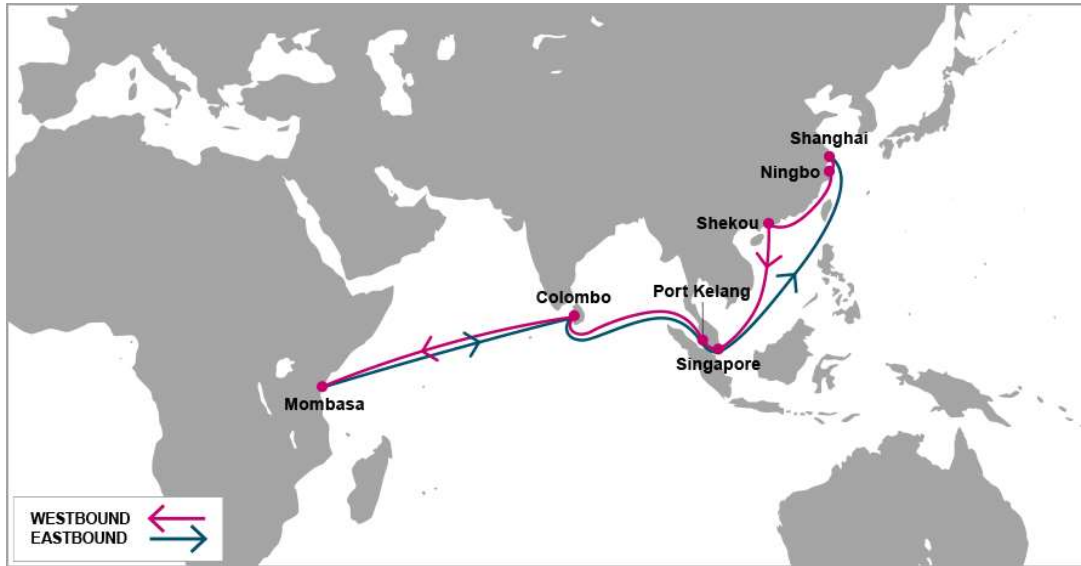 Shanghai
Ningbo
Shekou
Port Kelang
Colombo
Singapore
Mombasa
WESTBOUND
EASTBOUND